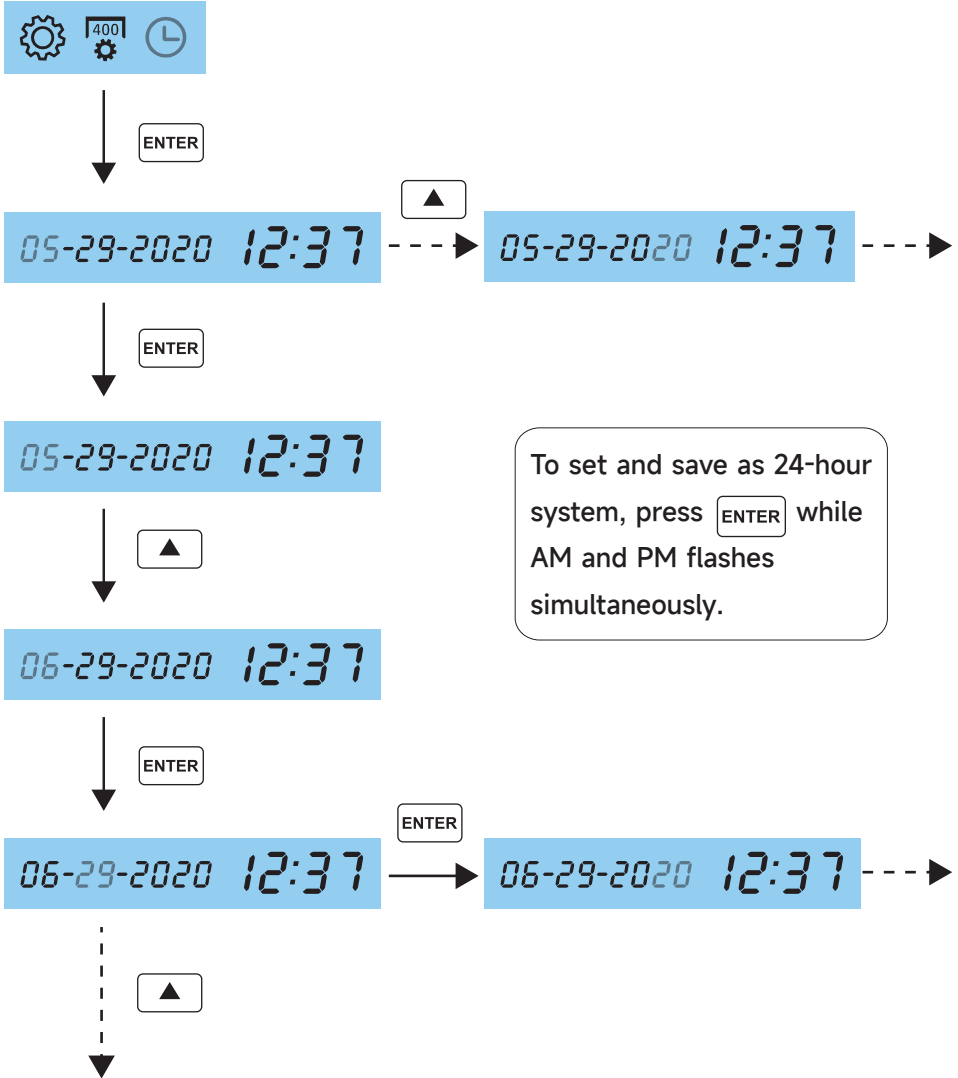 400
ENTER
05-29-2020 12:37
05-29-2020 12:37
ENTER
05-29-2020 12:37
To set and save as 24-hour
system, press ENTER while
AM and PM flashes
simultaneously.
06-29-2020 12:37
ENTER
ENTER
06-29-2020 12:37
06-29-2020 12:37